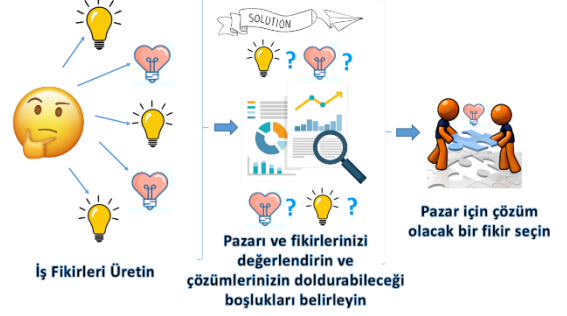 SOLUTION
? ?
? ?
İş Fikirleri Üretin
Pazarı ve fikirlerinizi
değerlendirin ve
çözümlerinizin doldurabileceği
boşlukları belirleyin
Pazar için çözüm
olacak bir fikir seçin